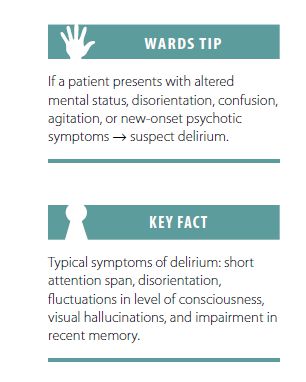 WARDS TIP
If a patient presents with altered
mental status, disorientation, confusion,
agitation, or new-onset psychotic
symptoms → suspect delirium.
KEY FACT
Typical symptoms of delirium: short
attention span, disorientation,
fluctuations in level of consciousness,
visual hallucinations, and impairment in
recent memory.